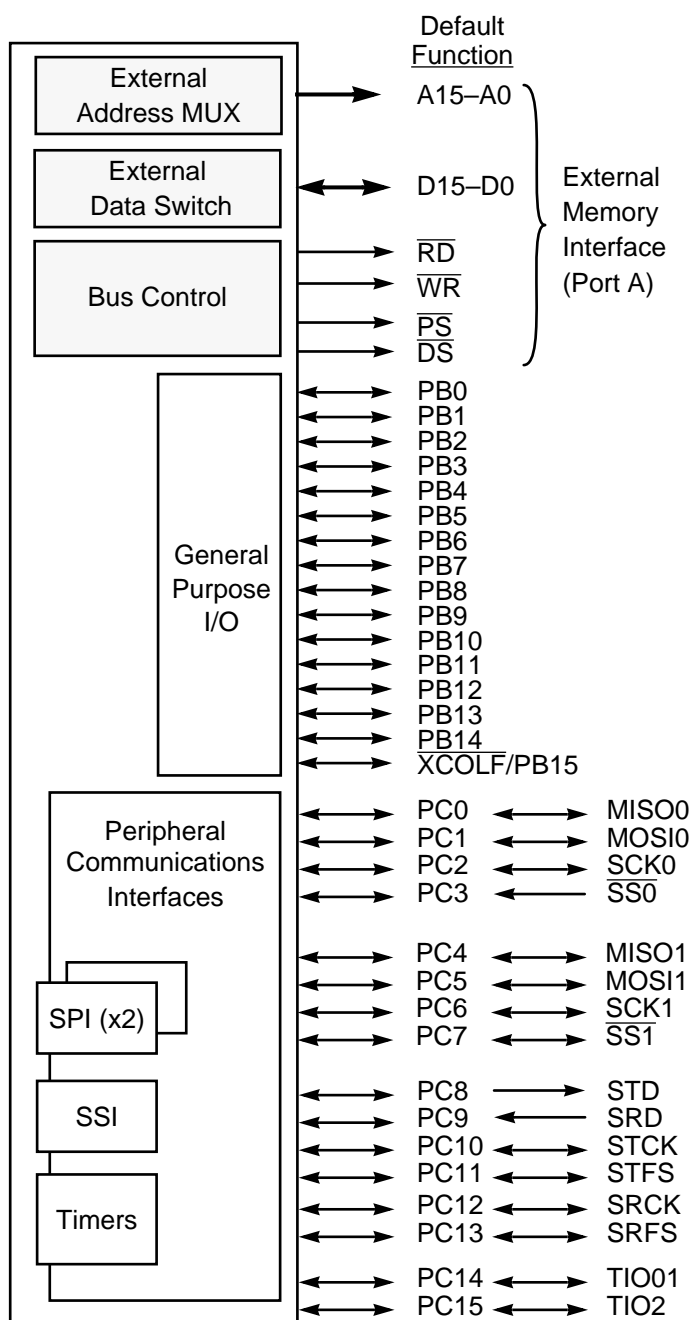 Default
Function
External
Address MUX
A15–A0
External
Data Switch
D15–D0
External
Memory
Interface
(Port A)
Bus Control
RD
WR
PS
DS
General
Purpose
I/O
PB0
PB1
PB2
PB3
PB4
PB5
PB6
PB7
PB8
PB9
PB10
PB11
PB12
PB13
PB14
XCOLF/PB15
Peripheral
Communications
Interfaces
SPI (x2)
SSI
Timers
PC0 MISO0
PC1 MOSI0
PC2 SCK0
PC3 SS0
PC4 MISO1
PC5 MOSI1
PC6 SCK1
PC7 SS1
PC8 STD
PC9 SRD
PC10 STCK
PC11 STFS
PC12 SRCK
PC13 SRFS
PC14 TIO01
PC15 TIO2